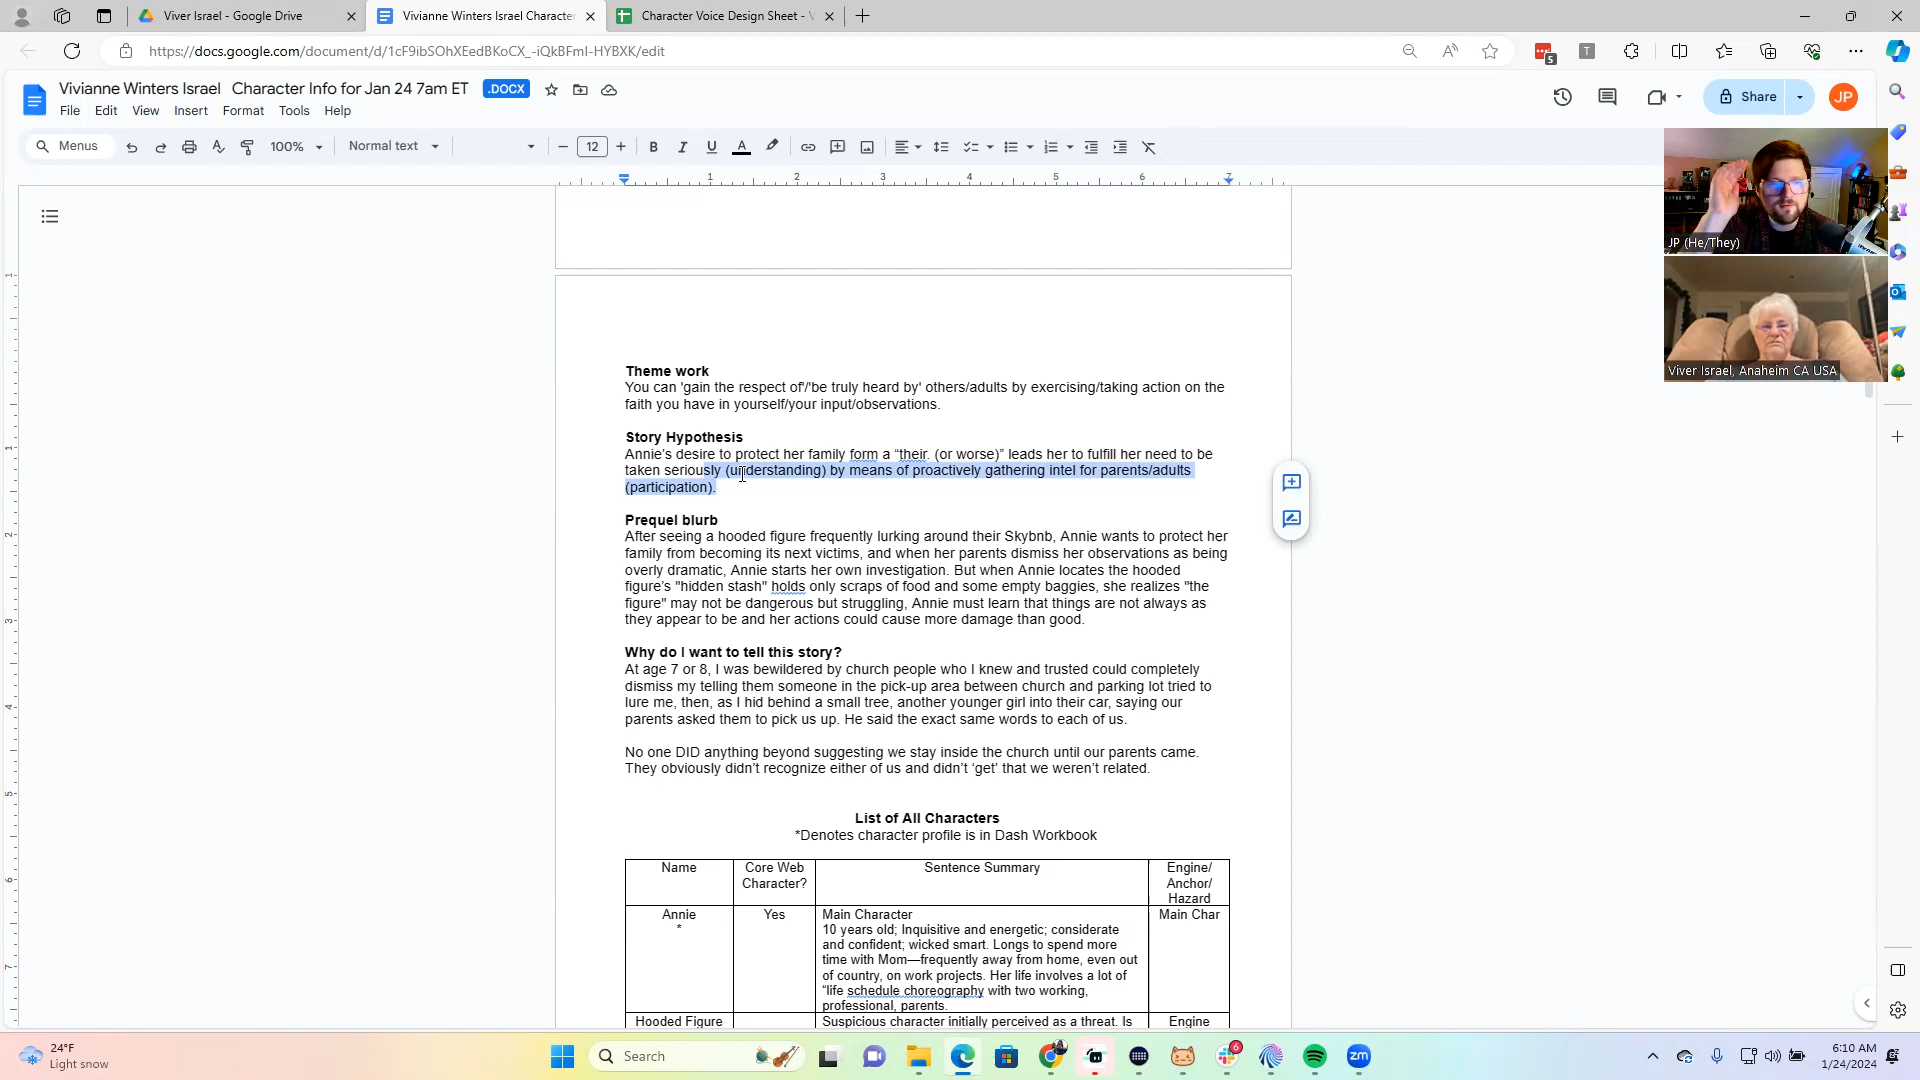 Viver Israel - Google Drive
Vivianne Winters Israel Character
Character Voice Design Sheet - V
https://docs.google.com/document/d/1cF9ibSOhXEedBKoCX_-iQkBFmI-HYBXK/edit
5
T
Vivianne Winters Israel   Character Info for Jan 24 7am ET
.DOCX
File Edit View Insert Format Tools Help
Share
JP
Menus
100%
Normal text
12
B I U A
1 2 3 4 5 6 7
JP (He/They)
Viver Israel, Anaheim CA USA
Theme work
You can 'gain the respect of'/'be truly heard by' others/adults by exercising/taking action on the
faith you have in yourself/your input/observations.
Story Hypothesis
Annie's desire to protect her family form a “their. (or worse)” leads her to fulfill her need to be
taken seriously (understanding) by means of proactively gathering intel for parents/adults
(participation).
Prequel blurb
After seeing a hooded figure frequently lurking around their Skybnb, Annie wants to protect her
family from becoming its next victims, and when her parents dismiss her observations as being
overly dramatic, Annie starts her own investigation. But when Annie locates the hooded
figure's "hidden stash" holds only scraps of food and some empty baggies, she realizes "the
figure" may not be dangerous but struggling, Annie must learn that things are not always as
they appear to be and her actions could cause more damage than good.
Why do I want to tell this story?
At age 7 or 8, I was bewildered by church people who I knew and trusted could completely
dismiss my telling them someone in the pick-up area between church and parking lot tried to
lure me, then, as I hid behind a small tree, another younger girl into their car, saying our
parents asked them to pick us up. He said the exact same words to each of us.
No one DID anything beyond suggesting we stay inside the church until our parents came.
They obviously didn't recognize either of us and didn't ‘get’ that we weren't related.
List of All Characters
*Denotes character profile is in Dash Workbook
Name
Core Web
Character?
Sentence Summary
Engine/
Anchor/
Hazard
Annie
*
Yes
Main Character
10 years old; Inquisitive and energetic; considerate
and confident; wicked smart. Longs to spend more
time with Mom—frequently away from home, even out
of country, on work projects. Her life involves a lot of
“life schedule choreography with two working,
professional, parents.
Main Char
Hooded Figure
Suspicious character initially perceived as a threat. Is
Engine
1 1 2 3 4 5 6 7
24°F
Light snow
Search
6
zm
6:10 AM
1/24/2024